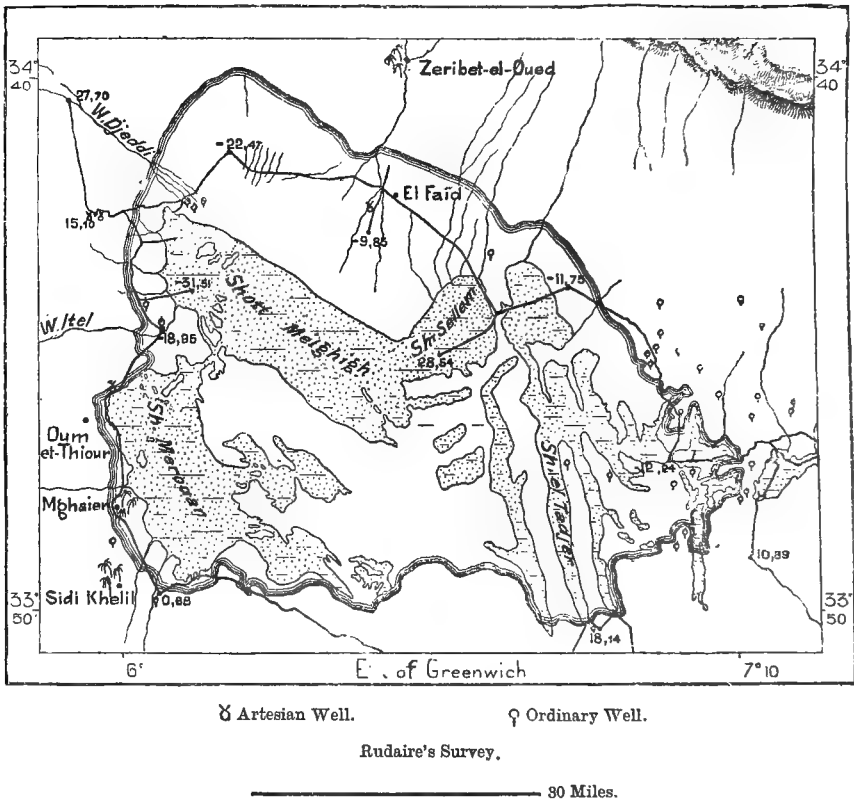 34° 40'
34° 40
Zeribet-el-Oued
27,70
W. Djeddi
-22,47
El Faïd
15,10
-9,85
-31,31
Shott Melghigh
Sh. Sellem
-11,75
W. Itel
-18,95
28,54
Oum
et-Thiour
Sh. Merouan
Sh. el Tadjer
12,24
Mghaier
10,89
Sidi Khelil
0,88
33° 50'
33° 50
18,14
6°
E. of Greenwich
7° 10
Artesian Well.
Ordinary Well.
Rudaire's Survey.
30 Miles.